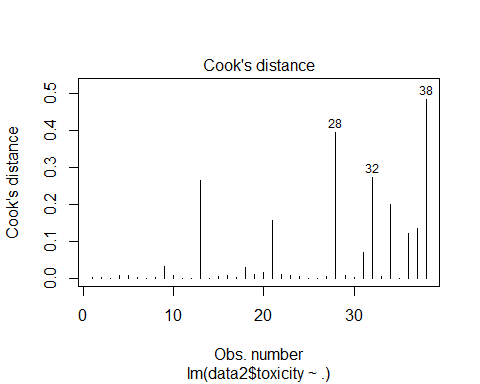 Cook's distance
Cook's distance
0.0 0.1 0.2 0.3 0.4 0.5
28
32
38
0 10 20 30
Obs. number
lm(data2$toxicity ~ .)